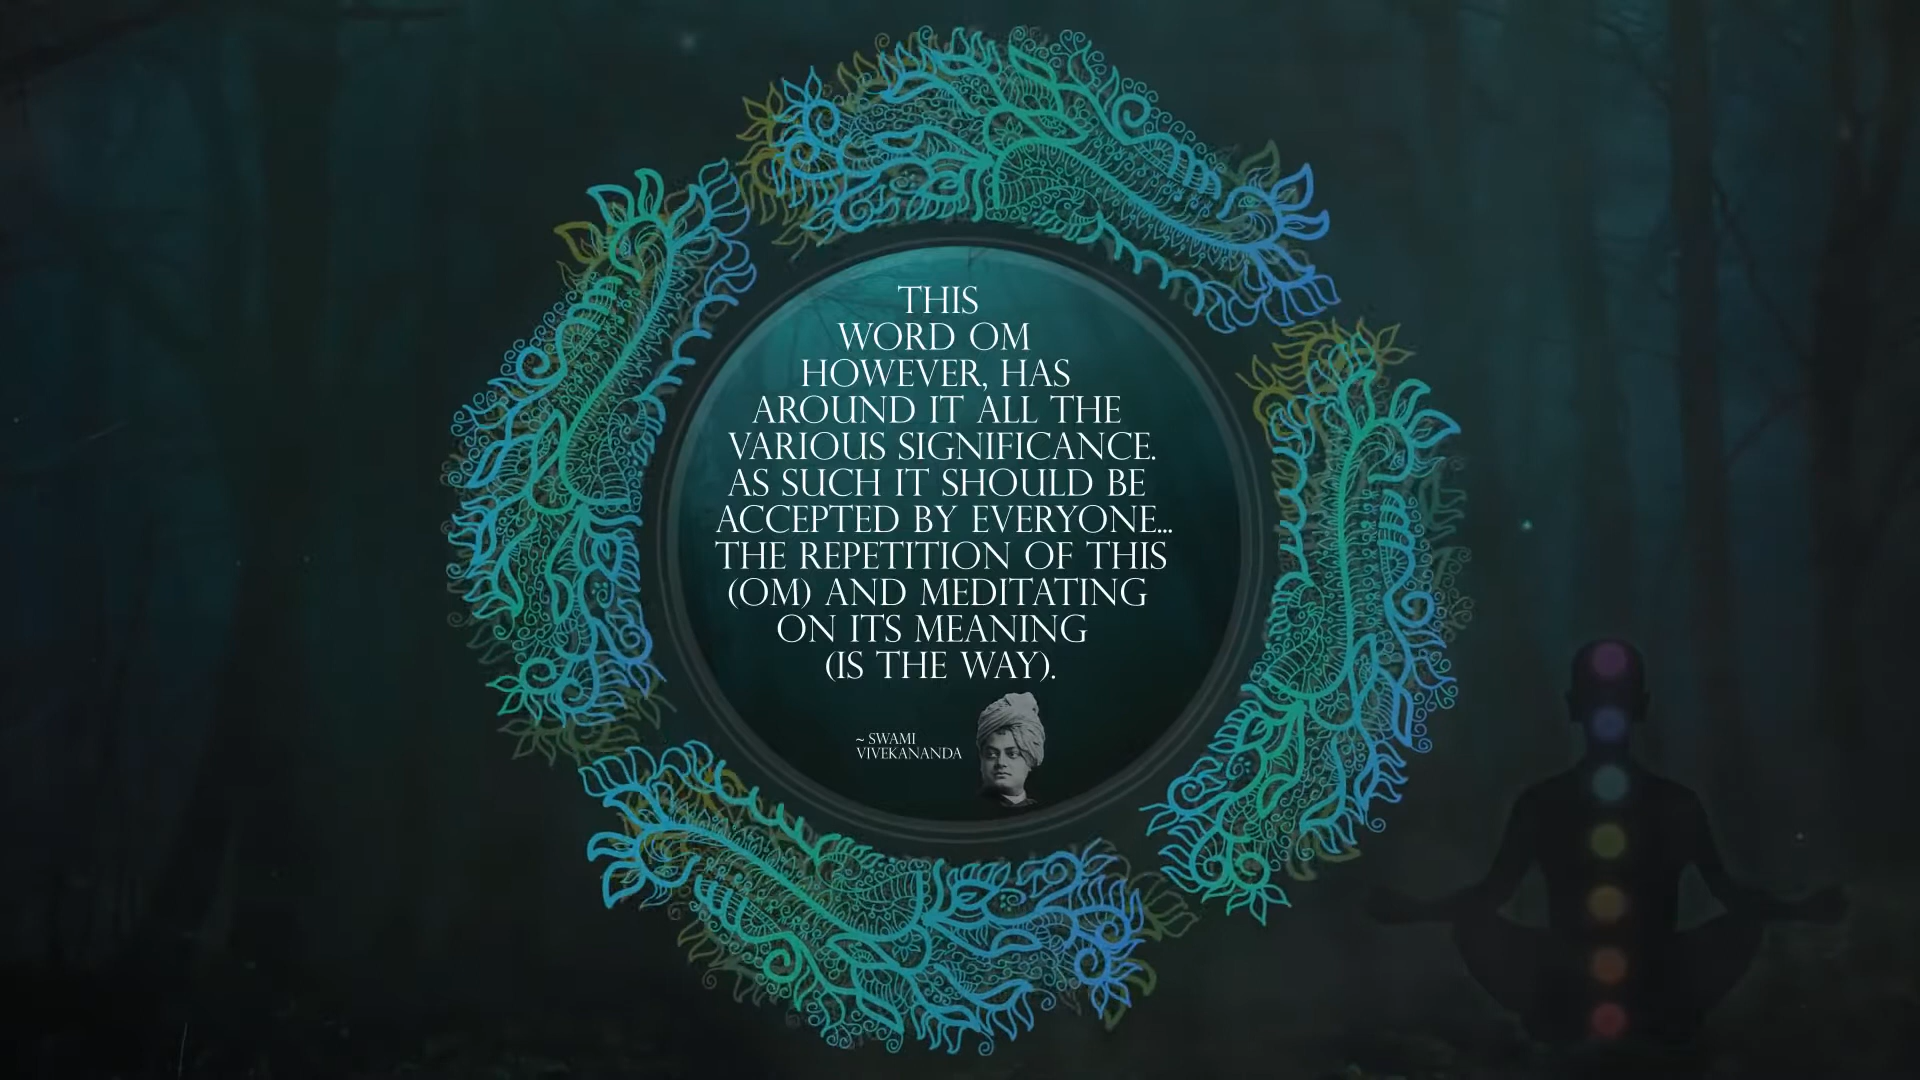 THIS
WORD OM
HOWEVER, HAS
AROUND IT ALL THE
VARIOUS SIGNIFICANCE.
AS SUCH IT SHOULD BE
ACCEPTED BY EVERYONE...
THE REPETITION OF THIS
(OM) AND MEDITATING
ON ITS MEANING
(IS THE WAY).
~ SWAMI
VIVEKANANDA